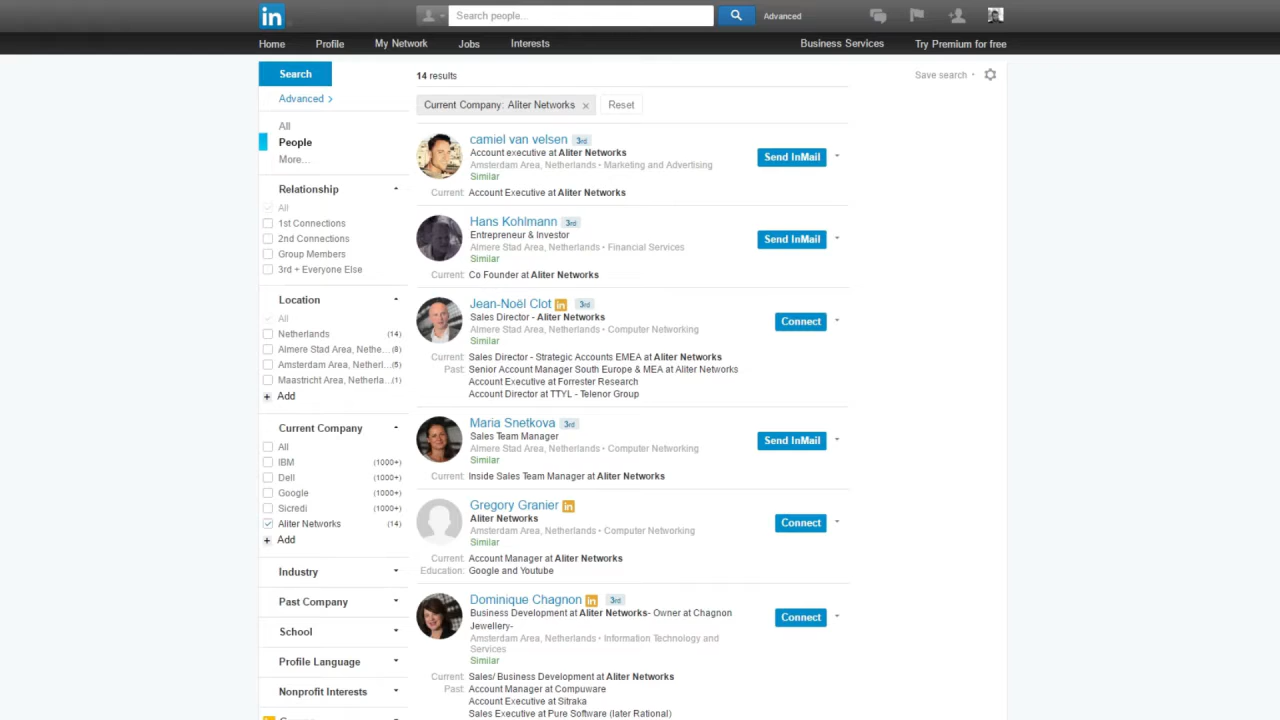 in
Search people...
Advanced
Home
Profile
My Network
Jobs
Interests
Business Services
Try Premium for free
Search
Advanced >
All
People
More...
Relationship
All
1st Connections
2nd Connections
Group Members
3rd + Everyone Else
Location
All
Netherlands (14)
Almere Stad Area, Nethe... (8)
Amsterdam Area, Netherl... (5)
Maastricht Area, Netherla... (1)
+ Add
Current Company
All
IBM (1000+)
Dell (1000+)
Google (1000+)
Sicredi (1000+)
Aliter Networks (14)
+ Add
Industry
Past Company
School
Profile Language
Nonprofit Interests
14 results
Save search
Current Company: Aliter Networks ×
Reset
camiel van velsen 3rd
Account executive at Aliter Networks
Amsterdam Area, Netherlands • Marketing and Advertising
Similar
Current: Account Executive at Aliter Networks
Send InMail
Hans Kohlmann 3rd
Entrepreneur & Investor
Almere Stad Area, Netherlands • Financial Services
Similar
Current: Co Founder at Aliter Networks
Send InMail
Jean-Noël Clot in 3rd
Sales Director - Aliter Networks
Almere Stad Area, Netherlands • Computer Networking
Similar
Current: Sales Director - Strategic Accounts EMEA at Aliter Networks
Past: Senior Account Manager South Europe & MEA at Aliter Networks
Account Executive at Forrester Research
Account Director at TTYL - Telenor Group
Connect
Maria Snetkova 3rd
Sales Team Manager
Almere Stad Area, Netherlands • Computer Networking
Similar
Current: Inside Sales Team Manager at Aliter Networks
Send InMail
Gregory Granier in
Aliter Networks
Amsterdam Area, Netherlands • Computer Networking
Similar
Current: Account Manager at Aliter Networks
Education: Google and Youtube
Connect
Dominique Chagnon in 3rd
Business Development at Aliter Networks- Owner at Chagnon
Jewellery-
Amsterdam Area, Netherlands • Information Technology and
Services
Similar
Current: Sales/ Business Development at Aliter Networks
Past: Account Manager at Compuware
Account Executive at Sitraka
Sales Executive at Pure Software (later Rational)
Connect